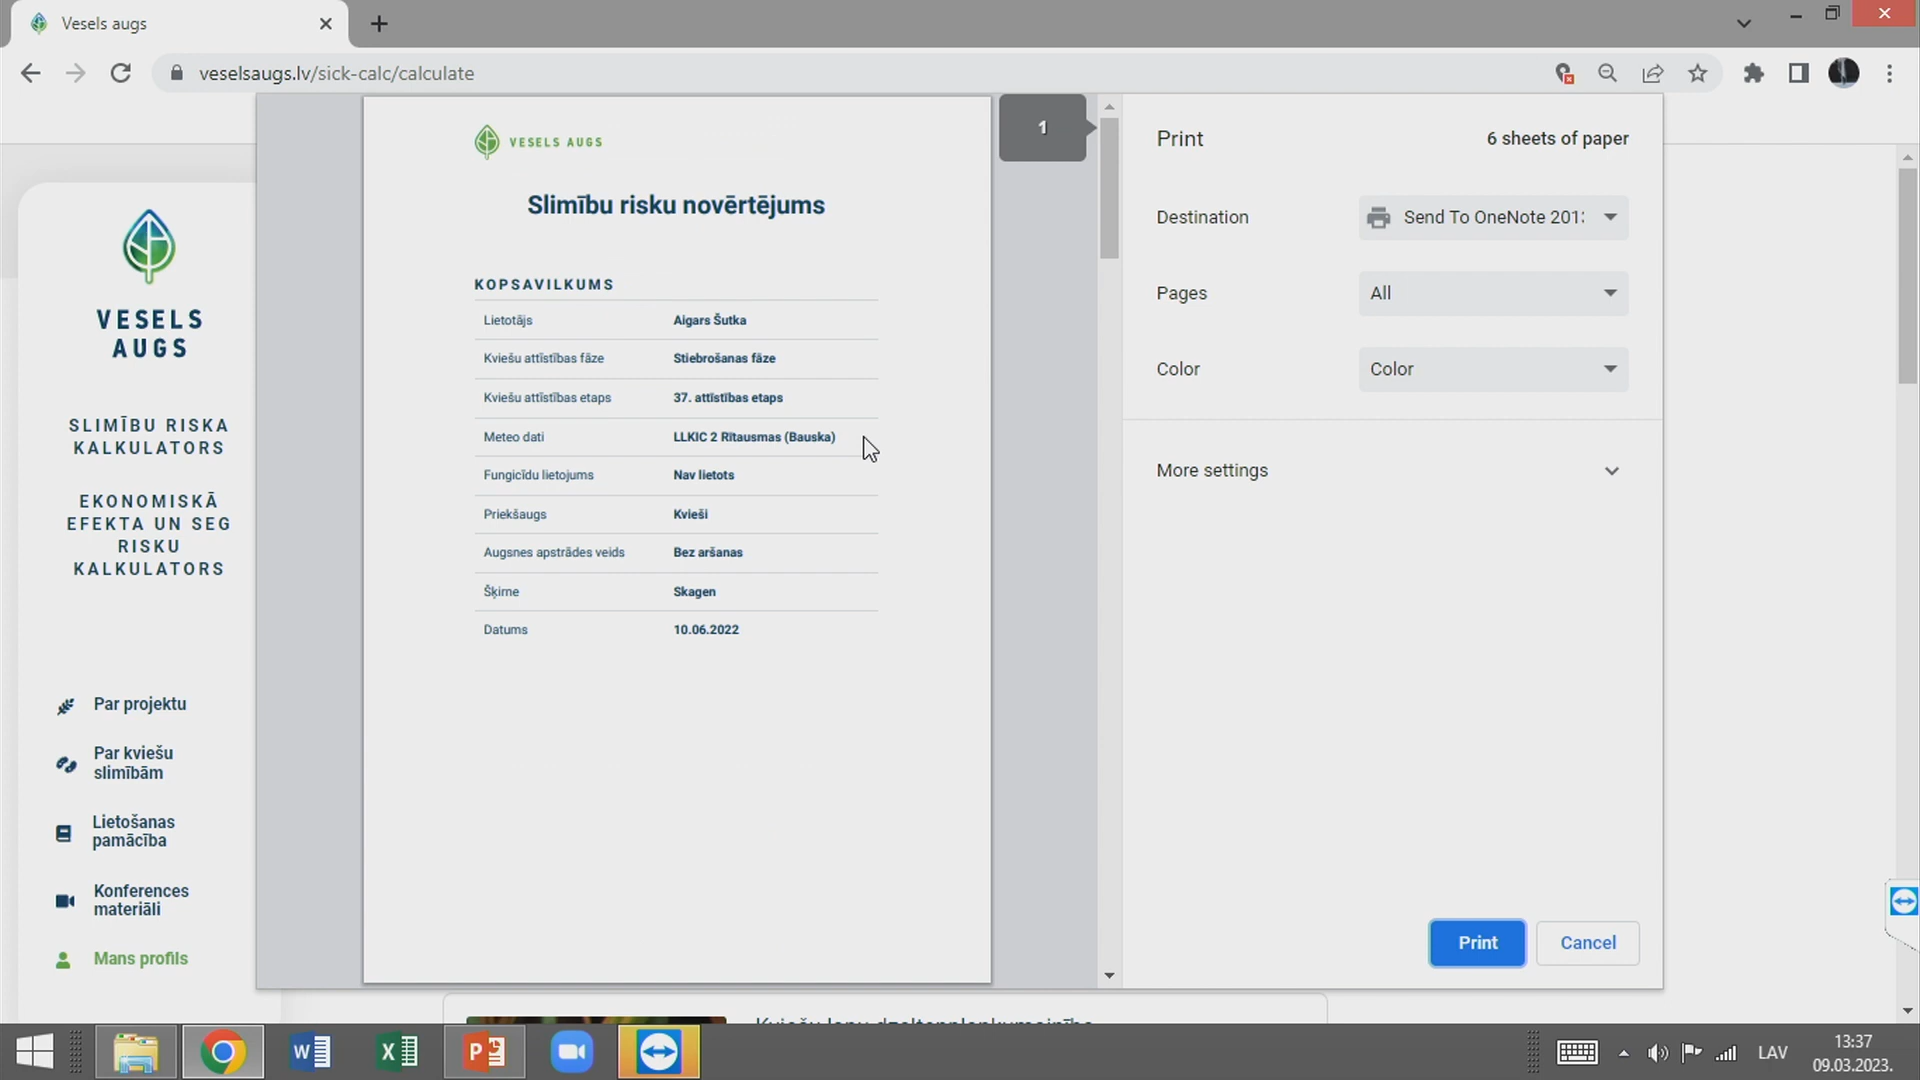 Vesels augs
veselsaugs.lv/sick-calc/calculate
VESELS
AUGS
SLIMĪBU RISKA
KALKULATORS
EKONOMISKĀ
EFEKTA UN SEG
RISKU
KALKULATORS
Par projektu
Par kviešu
slimībām
Lietošanas
pamācība
Konferences
materiāli
Mans profils
VESELS AUGS
Slimību risku novērtējums
KOPSAVILKUMS
Lietotājs Aigars Šutka
Kviešu attīstības fāze Stiebrošanas fāze
Kviešu attīstības etaps 37. attīstības etaps
Meteo dati LLKIC 2 Rītausmas (Bauska)
Fungicīdu lietojums Nav lietots
Priekšaugs Kvieši
Augsnes apstrādes veids Bez aršanas
Šķirne Skagen
Datums 10.06.2022
1
Print 6 sheets of paper
Destination Send To OneNote 201
Pages All
Color Color
More settings
Print Cancel
LAV
13:37
09.03.2023.